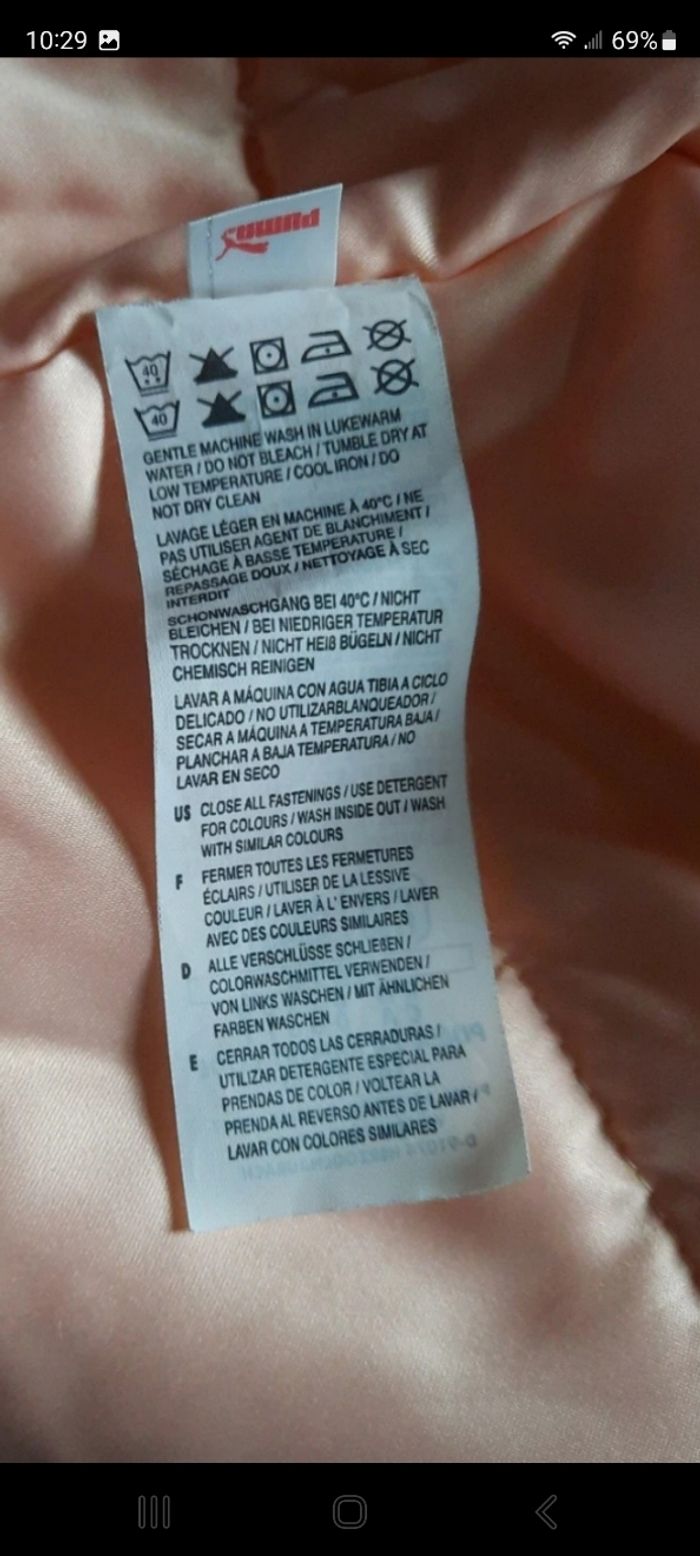 10:29
69%
PUMA
40
40
GENTLE MACHINE WASH IN LUKEWARM
WATER / DO NOT BLEACH / TUMBLE DRY AT
LOW TEMPERATURE / COOL IRON / DO
NOT DRY CLEAN
LAVAGE LÉGER EN MACHINE À 40°C / NE
PAS UTILISER AGENT DE BLANCHIMENT /
SÉCHAGE À BASSE TEMPERATURE /
REPASSAGE DOUX / NETTOYAGE À SEC
INTERDIT
SCHONWASCHGANG BEI 40°C / NICHT
BLEICHEN / BEI NIEDRIGER TEMPERATUR
TROCKNEN / NICHT HEIß BÜGELN / NICHT
CHEMISCH REINIGEN
LAVAR A MÁQUINA CON AGUA TIBIA A CICLO
DELICADO / NO UTILIZARBLANQUEADOR /
SECAR A MÁQUINA A TEMPERATURA BAJA /
PLANCHAR A BAJA TEMPERATURA / NO
LAVAR EN SECO
US CLOSE ALL FASTENINGS / USE DETERGENT
FOR COLOURS / WASH INSIDE OUT / WASH
WITH SIMILAR COLOURS
F FERMER TOUTES LES FERMETURES
ÉCLAIRS / UTILISER DE LA LESSIVE
COULEUR / LAVER À L' ENVERS / LAVER
AVEC DES COULEURS SIMILAIRES
D ALLE VERSCHLÜSSE SCHLIEßEN /
COLORWASCHMITTEL VERWENDEN /
VON LINKS WASCHEN / MIT ÄHNLICHEN
FARBEN WASCHEN
E CERRAR TODOS LAS CERRADURAS /
UTILIZAR DETERGENTE ESPECIAL PARA
PRENDAS DE COLOR / VOLTEAR LA
PRENDA AL REVERSO ANTES DE LAVAR /
LAVAR CON COLORES SIMILARES